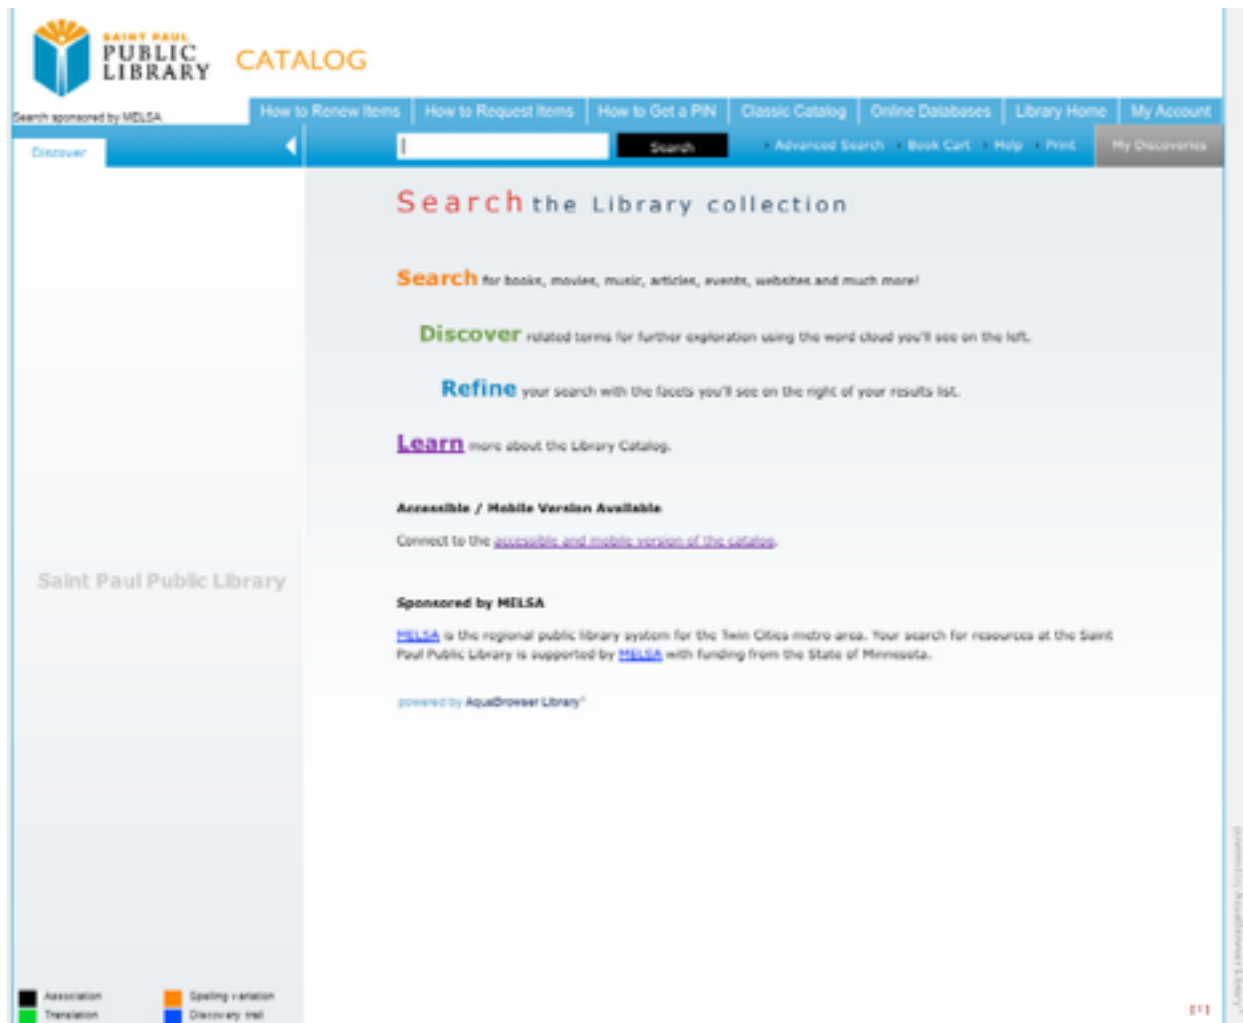 SAINT PAUL
PUBLIC
LIBRARY
CATALOG
Search sponsored by MELSA
How to Renew Items
How to Request Items
How to Get a PIN
Classic Catalog
Online Databases
Library Home
My Account
Discover
Search
Advanced Search
Book Cart
Help
Print
My Discoveries
Search the Library collection
Search for books, movies, music, articles, events, websites and much more!
Discover related terms for further exploration using the word cloud you'll see on the left.
Refine your search with the facets you'll see on the right of your results list.
Learn more about the Library Catalog.
Accessible / Mobile Version Available
Connect to the accessible and mobile version of the catalog.
Saint Paul Public Library
Sponsored by MELSA
MELSA is the regional public library system for the Twin Cities metro area. Your search for resources at the Saint
Paul Public Library is supported by MELSA with funding from the State of Minnesota.
powered by AquaBrowser Library®
powered by AquaBrowser Library®
Association
Spelling variation
Translation
Discovery trail